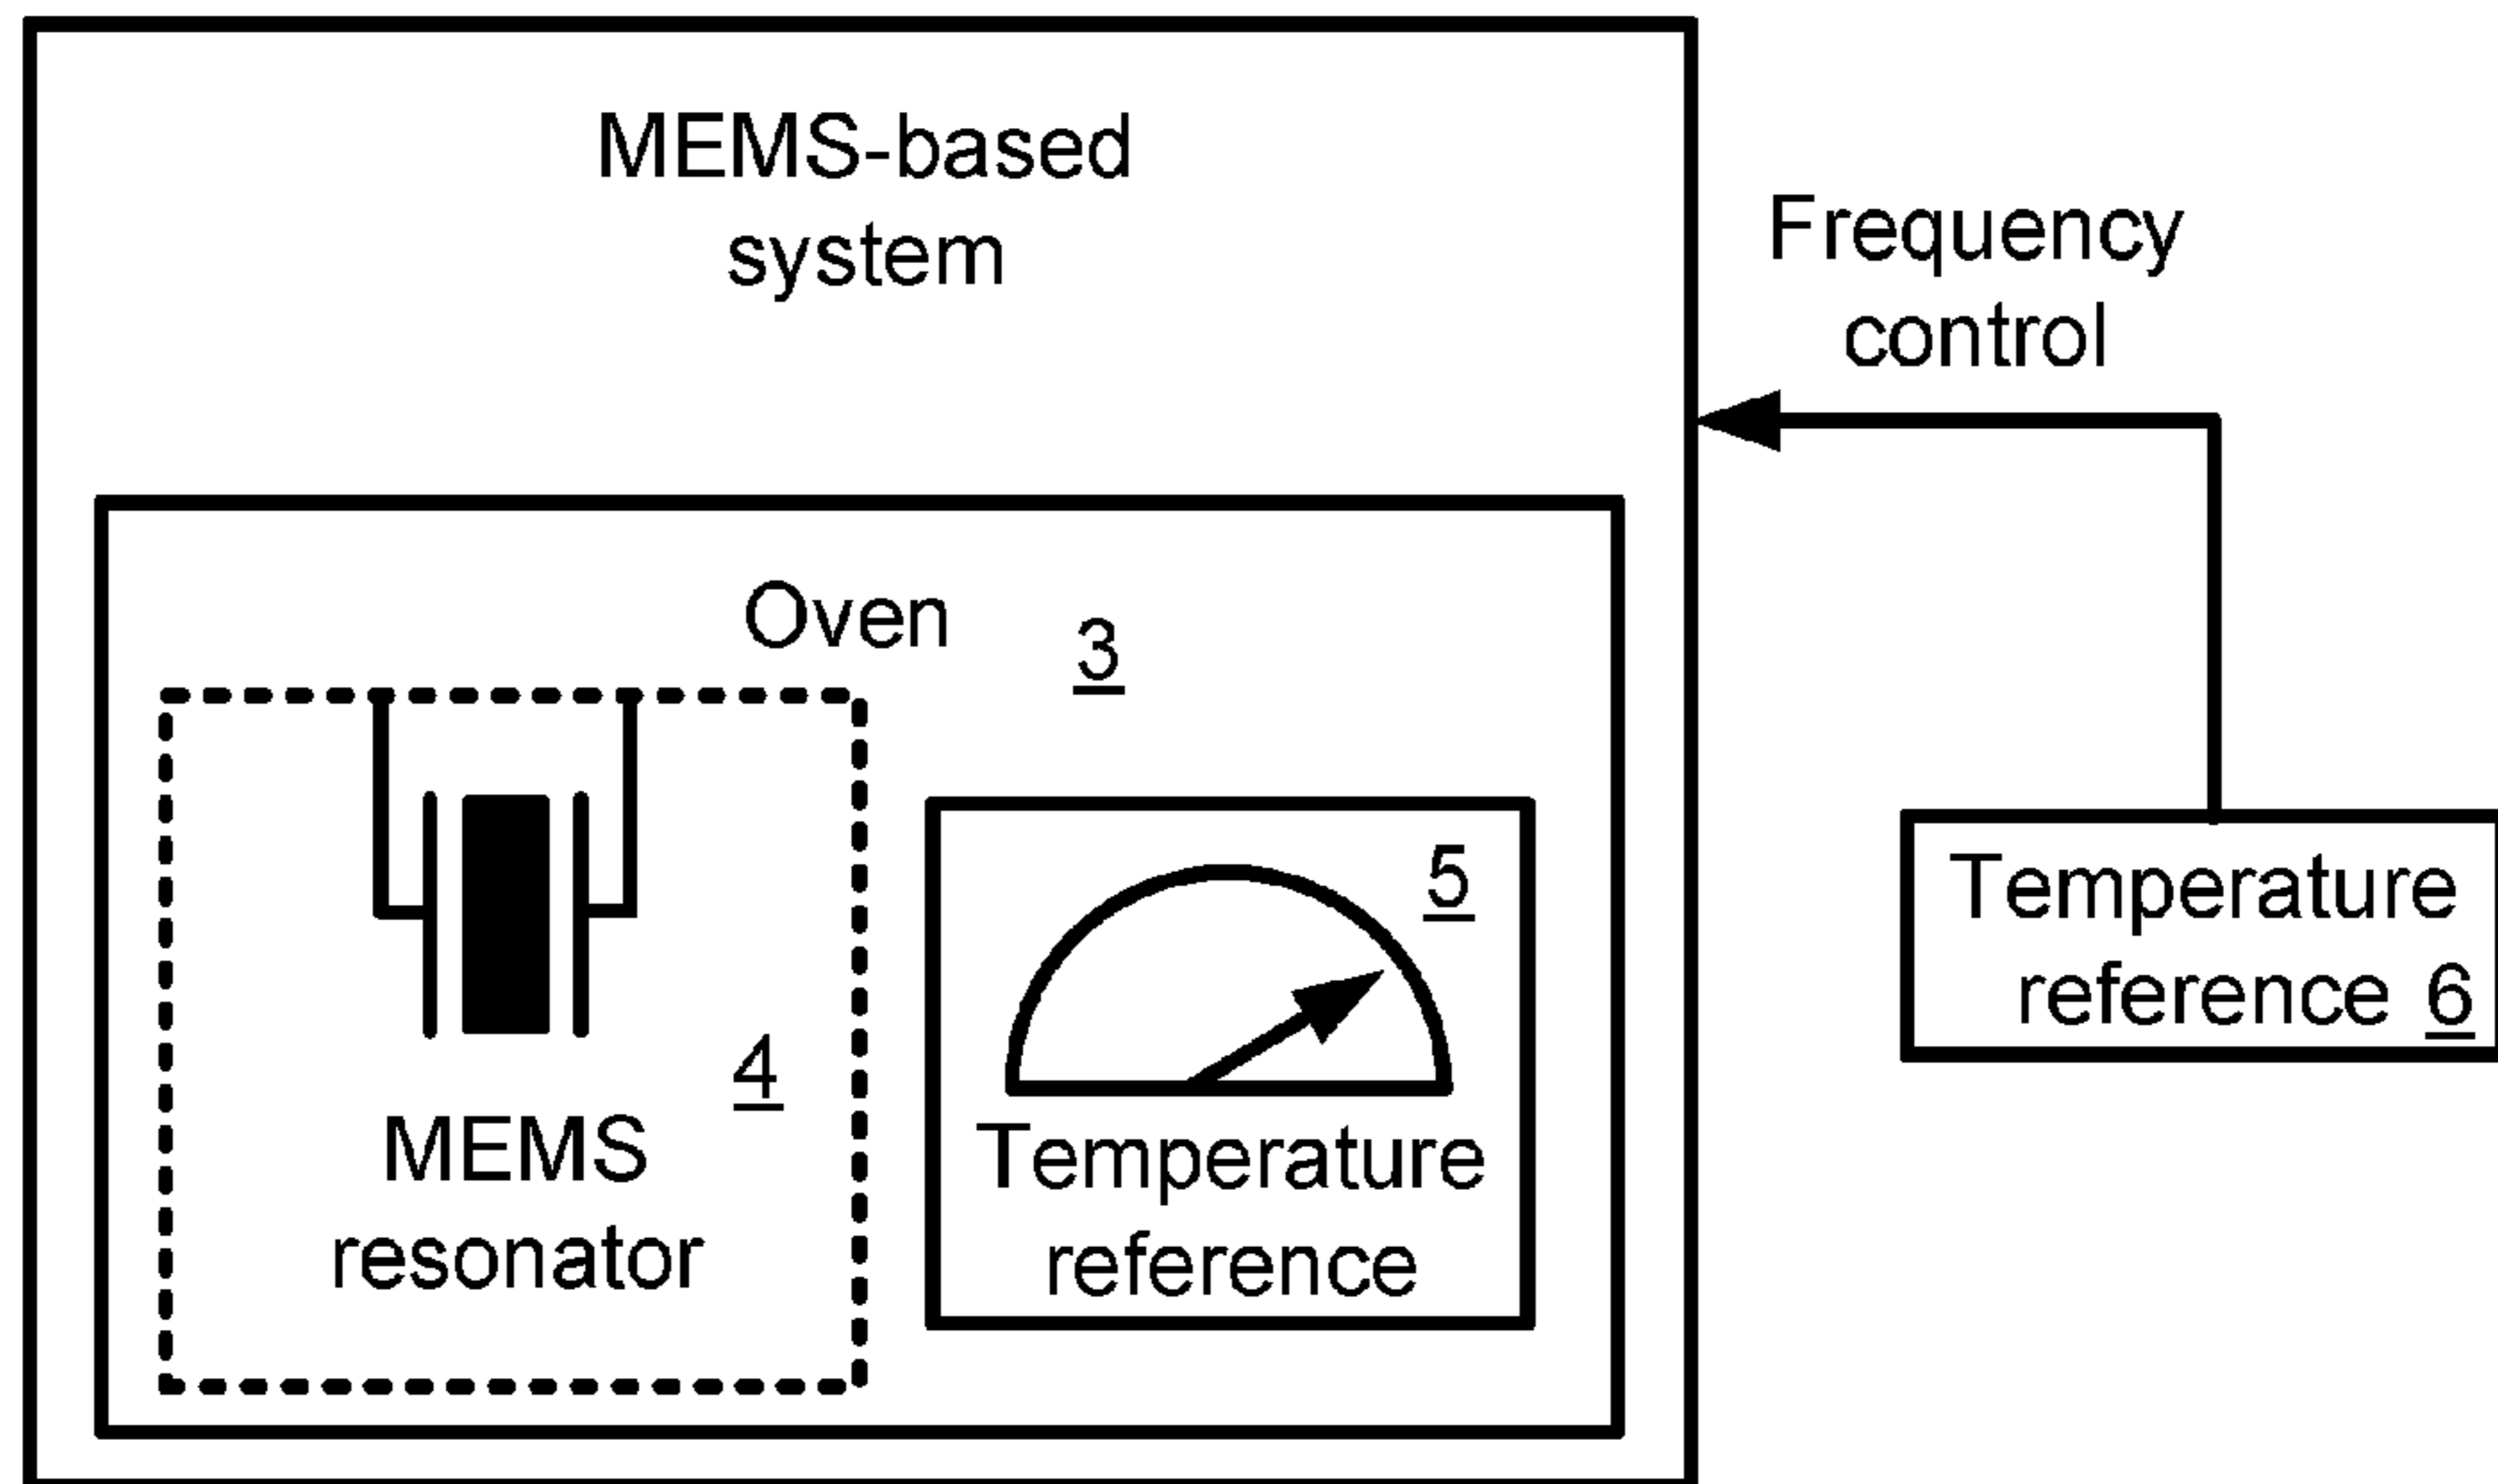 MEMS-based
system
Frequency
control
Oven 3
4
MEMS
resonator
5
Temperature
reference
Temperature
reference 6